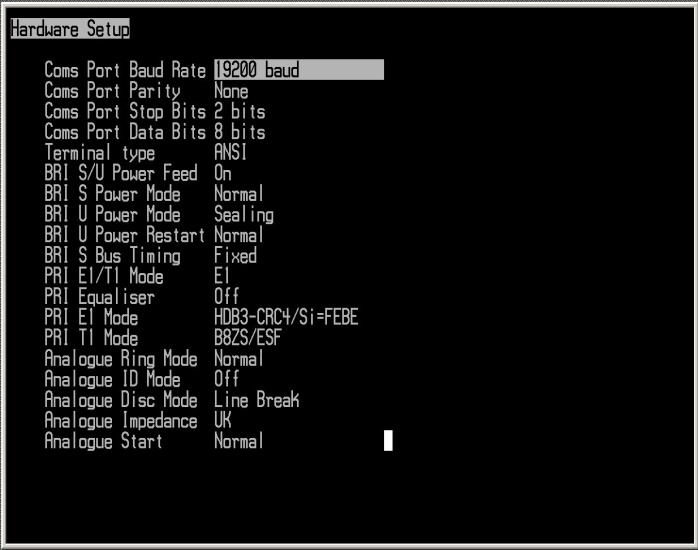 Hardware Setup
Coms Port Baud Rate 19200 baud
Coms Port Parity None
Coms Port Stop Bits 2 bits
Coms Port Data Bits 8 bits
Terminal type ANSI
BRI S/U Power Feed On
BRI S Power Mode Normal
BRI U Power Mode Sealing
BRI U Power Restart Normal
BRI S Bus Timing Fixed
PRI E1/T1 Mode E1
PRI Equaliser Off
PRI E1 Mode HDB3-CRC4/Si=FEBE
PRI T1 Mode B8ZS/ESF
Analogue Ring Mode Normal
Analogue ID Mode Off
Analogue Disc Mode Line Break
Analogue Impedance UK
Analogue Start Normal